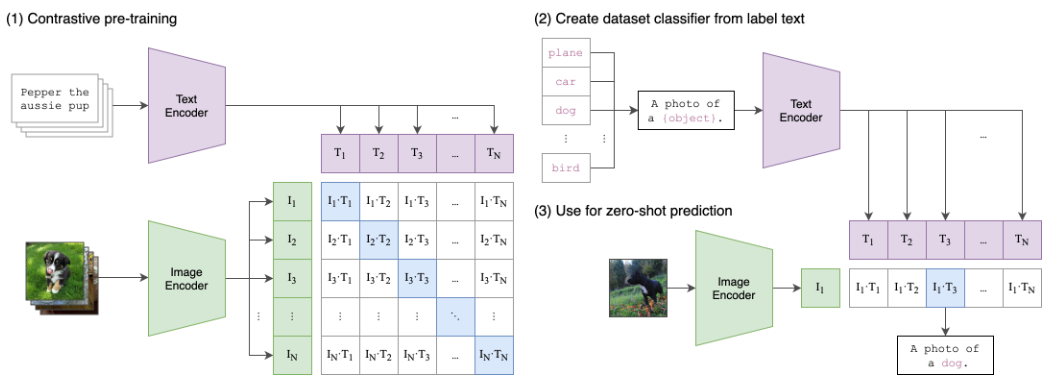 (1) Contrastive pre-training
Pepper the
aussie pup
Text
Encoder
...
T1 T2 T3 ... TN
I1 I1·T1 I1·T2 I1·T3 ... I1·TN
I2 I2·T1 I2·T2 I2·T3 ... I2·TN
I3 I3·T1 I3·T2 I3·T3 ... I3·TN
⋮ ⋮ ⋮ ⋮ ⋮ ⋱ ⋮
IN IN·T1 IN·T2 IN·T3 ... IN·TN
Image
Encoder
(2) Create dataset classifier from label text
plane
car
dog
⋮ ⋮
bird
A photo of
a {object}.
Text
Encoder
...
(3) Use for zero-shot prediction
Image
Encoder
T1 T2 T3 ... TN
I1 I1·T1 I1·T2 I1·T3 ... I1·TN
A photo of
a dog.